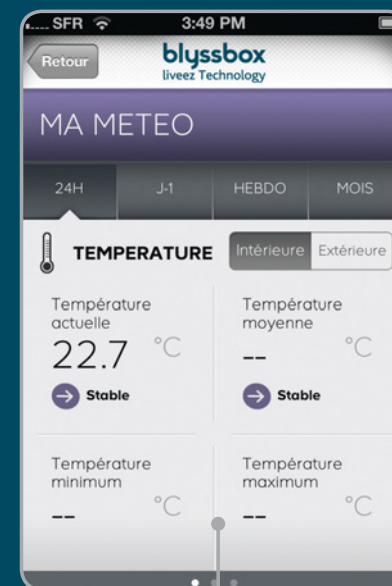 ..... SFR 3:49 PM
Retour
blyssbox
liveez Technology
MA METEO
24H J-1 HEBDO MOIS
TEMPERATURE Intérieure Extérieure
Température actuelle
22.7 °C
Stable
Température moyenne
-- °C
Stable
Température minimum
-- °C
Température maximum
-- °C